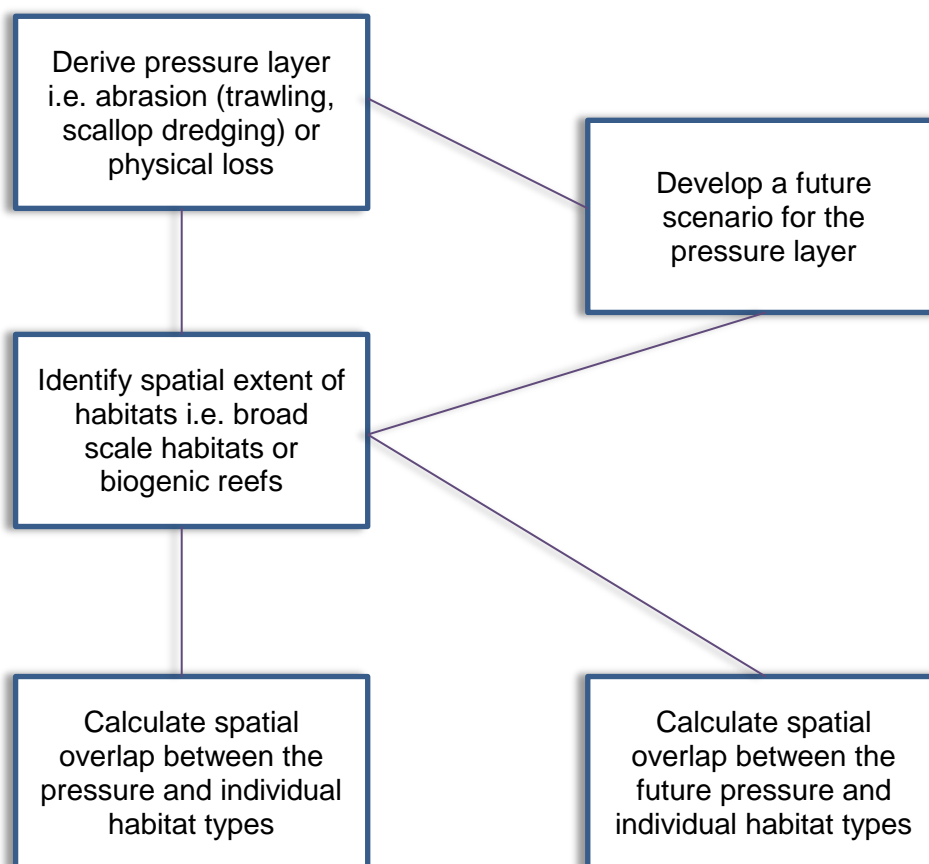 Derive pressure layer
i.e. abrasion (trawling,
scallop dredging) or
physical loss
Develop a future
scenario for the
pressure layer
Identify spatial extent of
habitats i.e. broad
scale habitats or
biogenic reefs
Calculate spatial
overlap between the
pressure and individual
habitat types
Calculate spatial
overlap between the
future pressure and
individual habitat types